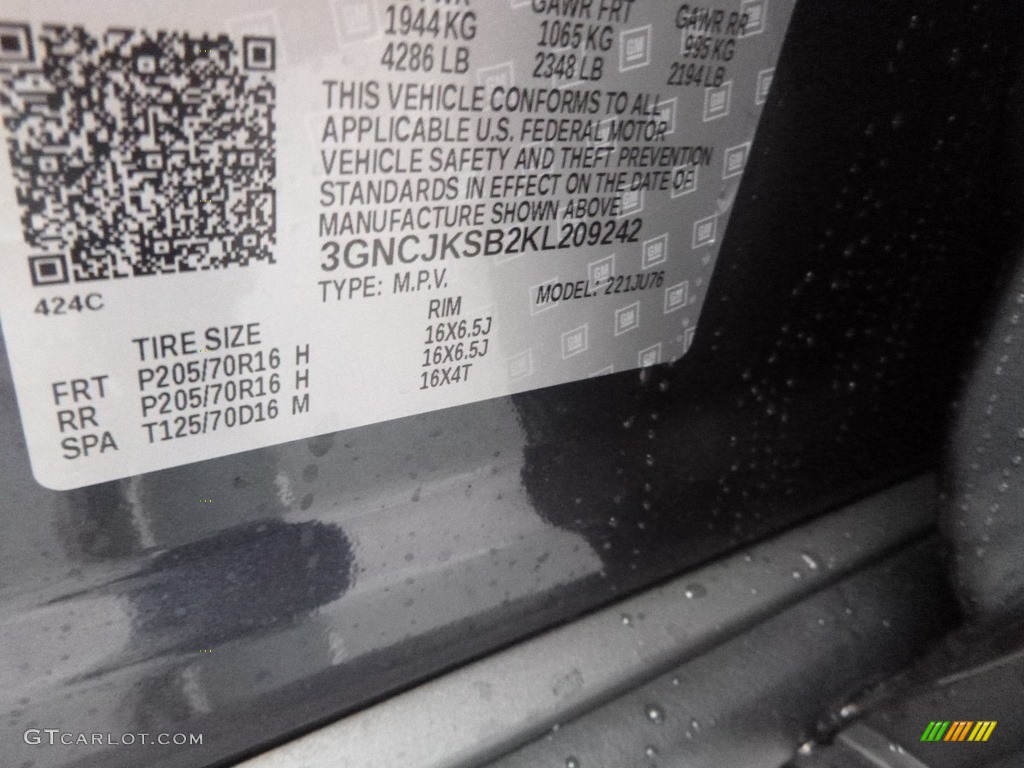 GAWR FRT GAWR RR
1944 KG 1065 KG 995 KG
4286 LB 2348 LB 2194 LB
THIS VEHICLE CONFORMS TO ALL
APPLICABLE U.S. FEDERAL MOTOR
VEHICLE SAFETY AND THEFT PREVENTION
STANDARDS IN EFFECT ON THE DATE OF
MANUFACTURE SHOWN ABOVE.
3GNCJKSB2KL209242
TYPE: M.P.V. MODEL: 221JU76
424C
TIRE SIZE RIM
FRT P205/70R16 H 16X6.5J
RR P205/70R16 H 16X6.5J
SPA T125/70D16 M 16X4T
GTCARLOT.COM